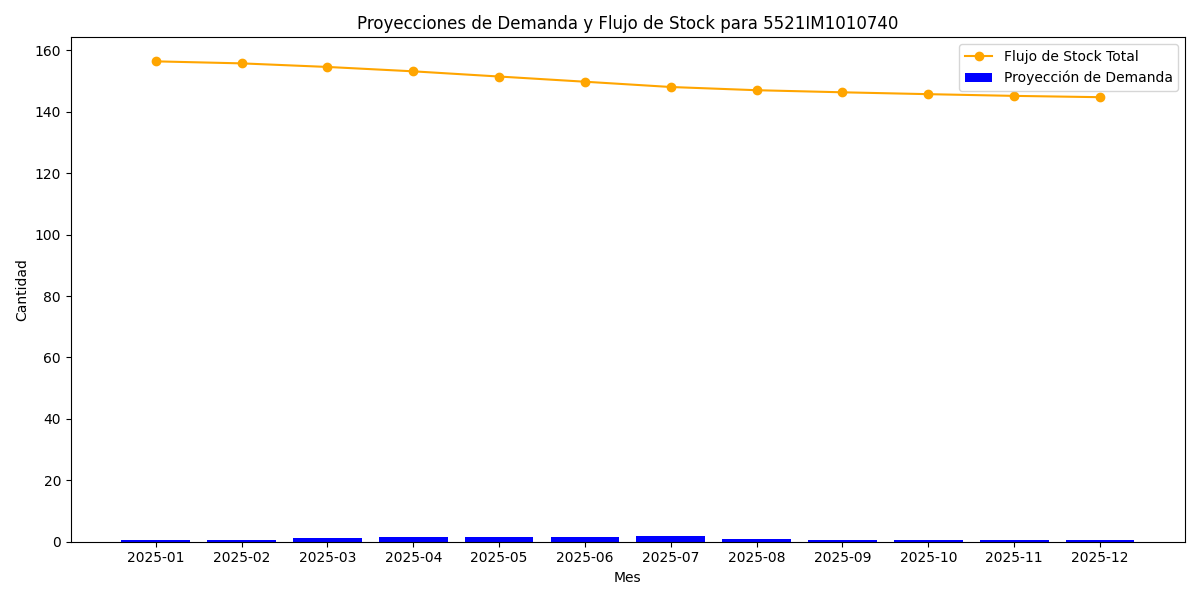 Proyecciones de Demanda y Flujo de Stock para 5521IM1010740
Flujo de Stock Total
Proyección de Demanda
Cantidad
160
140
120
100
80
60
40
20
0
2025-01 2025-02 2025-03 2025-04 2025-05 2025-06 2025-07 2025-08 2025-09 2025-10 2025-11 2025-12
Mes